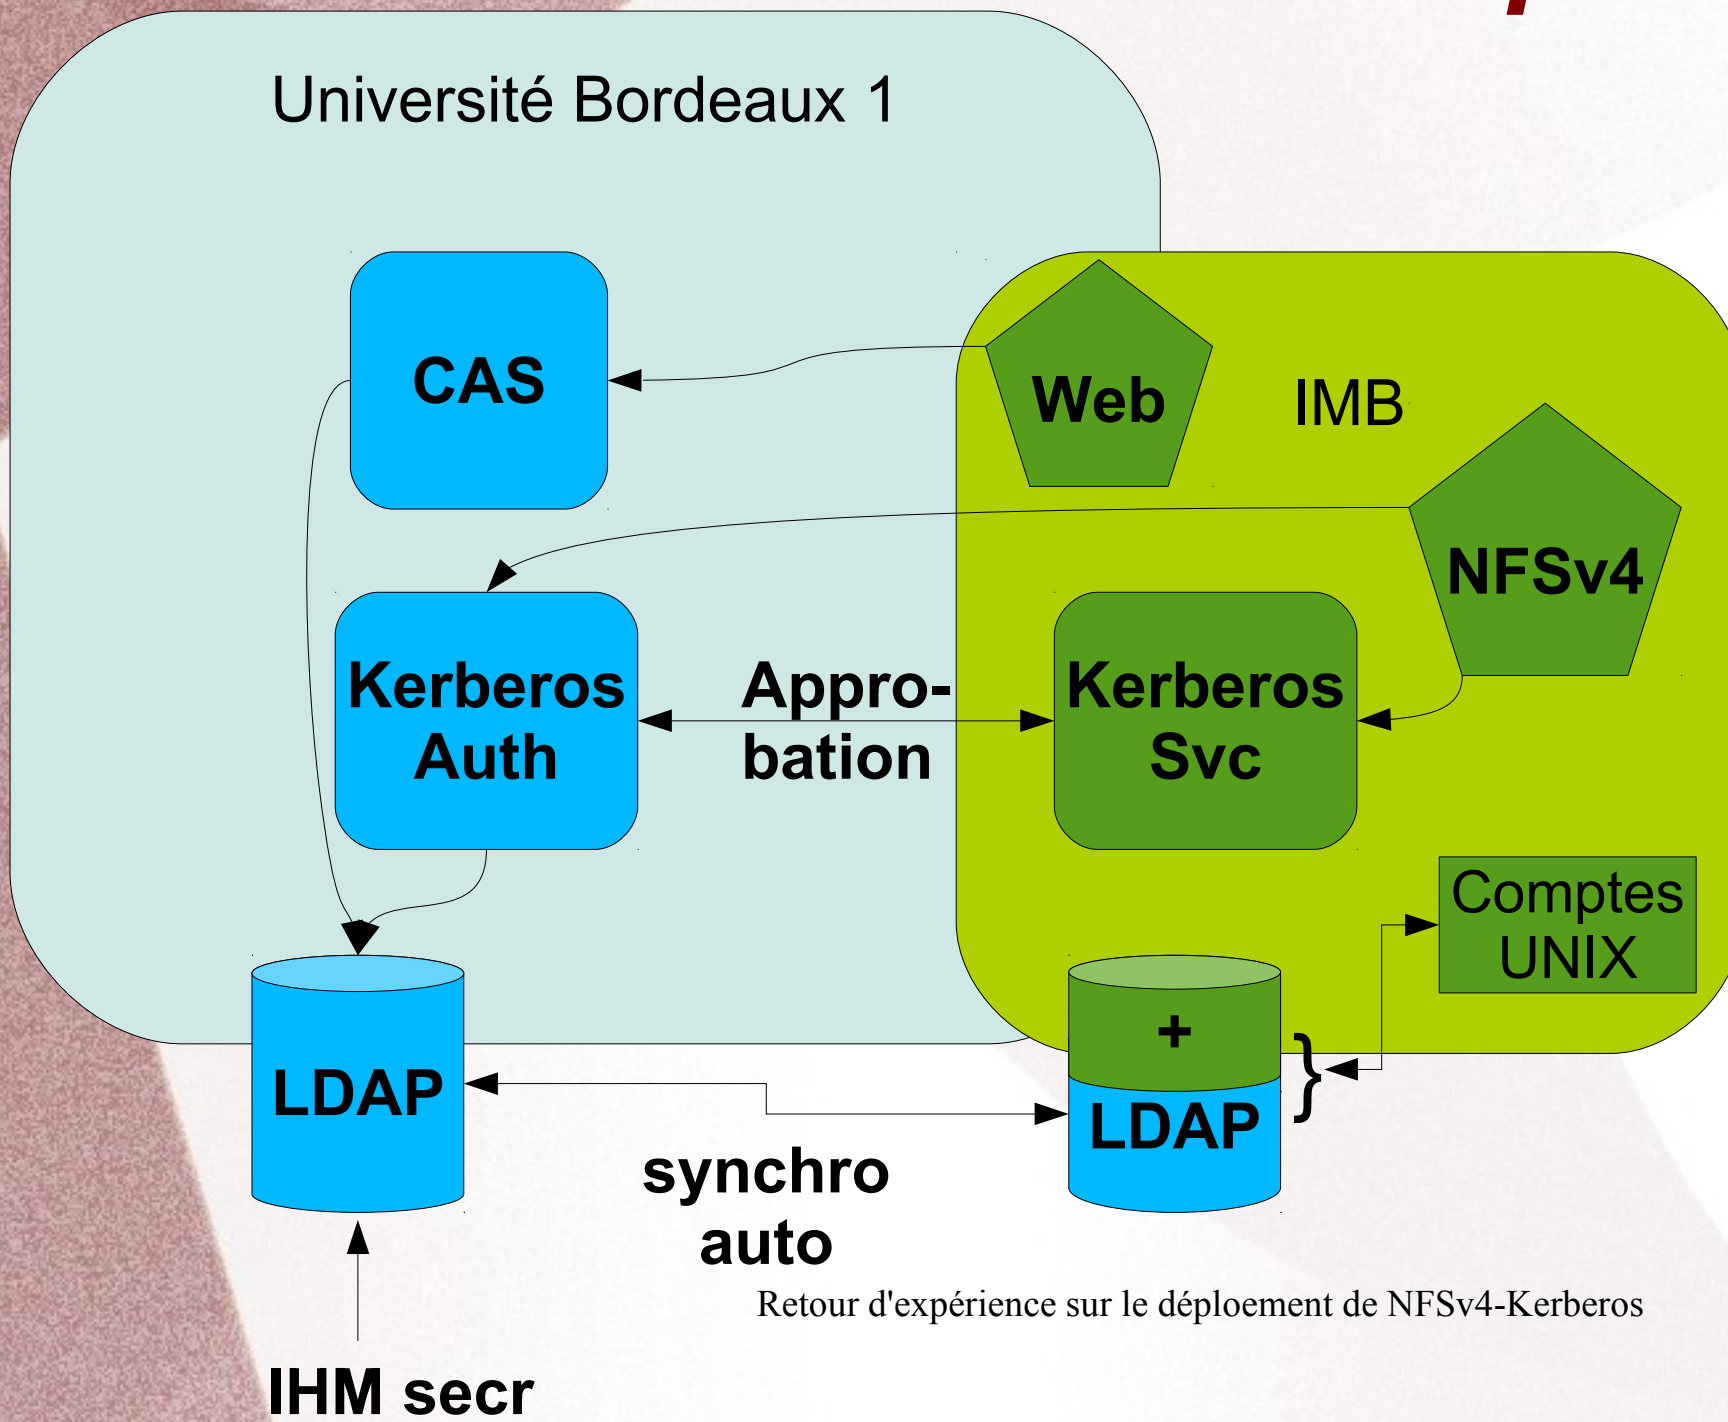 Université Bordeaux 1
CAS
Web
IMB
NFSv4
Kerberos
Auth
Appro-
bation
Kerberos
Svc
Comptes
UNIX
LDAP
+
LDAP
}
synchro
auto
Retour d'expérience sur le déploement de NFSv4-Kerberos
IHM secr